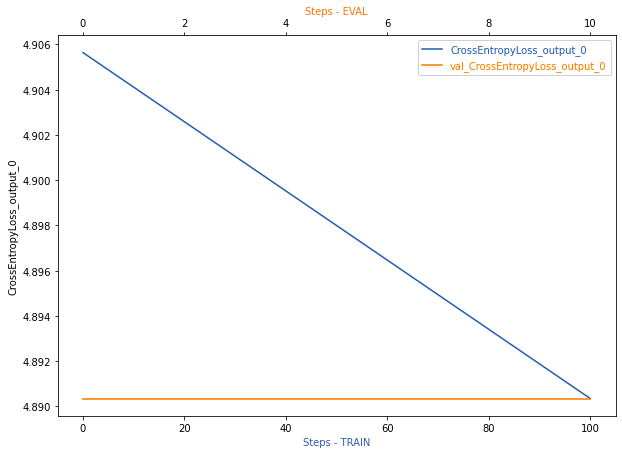 Steps - EVAL
0 2 4 6 8 10
CrossEntropyLoss_output_0
val_CrossEntropyLoss_output_0
CrossEntropyLoss_output_0
4.906
4.904
4.902
4.900
4.898
4.896
4.894
4.892
4.890
0 20 40 60 80 100
Steps - TRAIN